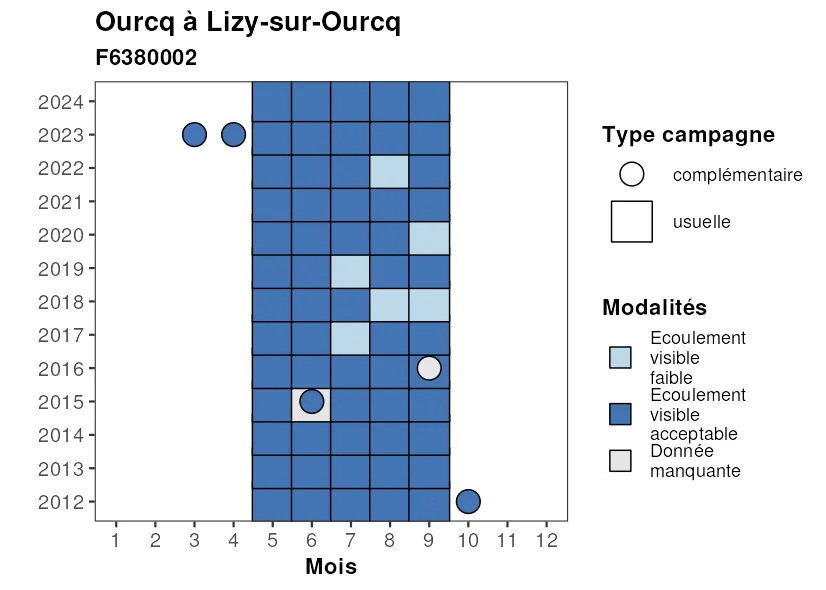 Ourcq à Lizy-sur-Ourcq
F6380002
2024
2023
2022
2021
2020
2019
2018
2017
2016
2015
2014
2013
2012
1 2 3 4 5 6 7 8 9 10 11 12
Mois
Type campagne
complémentaire
usuelle
Modalités
Ecoulement
visible
faible
Ecoulement
visible
acceptable
Donnée
manquante